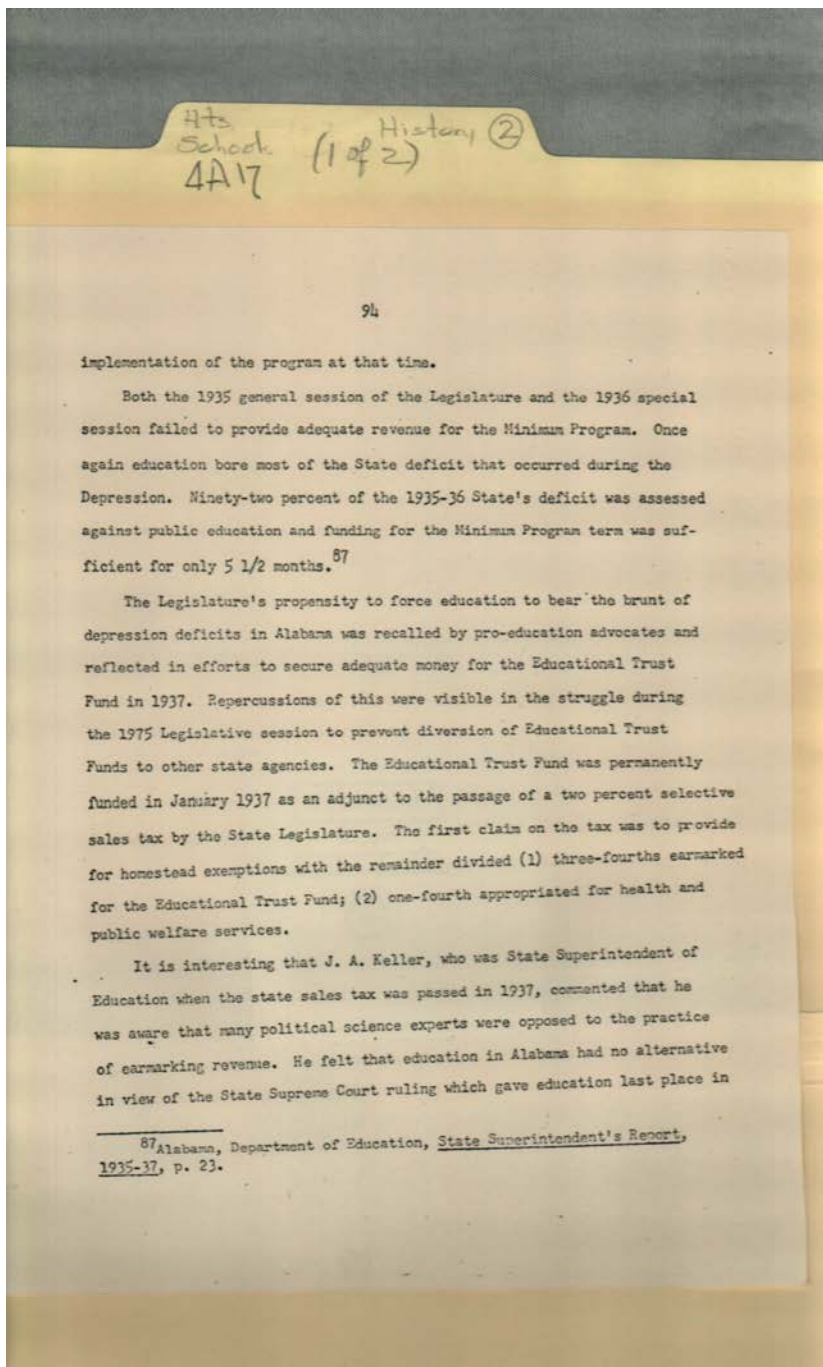 Hts History ②
School (1 of 2)
4A17
94
implementation of the program at that time.
Both the 1935 general session of the Legislature and the 1936 special
session failed to provide adequate revenue for the Minimum Program. Once
again education bore most of the State deficit that occurred during the
Depression. Ninety-two percent of the 1935-36 State's deficit was assessed
against public education and funding for the Minimum Program term was suf-
ficient for only 5 1/2 months.87
The Legislature's propensity to force education to bear the brunt of
depression deficits in Alabama was recalled by pro-education advocates and
reflected in efforts to secure adequate money for the Educational Trust
Fund in 1937. Repercussions of this were visible in the struggle during
the 1975 Legislative session to prevent diversion of Educational Trust
Funds to other state agencies. The Educational Trust Fund was permanently
funded in January 1937 as an adjunct to the passage of a two percent selective
sales tax by the State Legislature. The first claim on the tax was to provide
for homestead exemptions with the remainder divided (1) three-fourths earmarked
for the Educational Trust Fund; (2) one-fourth appropriated for health and
public welfare services.
It is interesting that J. A. Keller, who was State Superintendent of
Education when the state sales tax was passed in 1937, commented that he
was aware that many political science experts were opposed to the practice
of earmarking revenue. He felt that education in Alabama had no alternative
in view of the State Supreme Court ruling which gave education last place in
87Alabama, Department of Education, State Superintendent's Report,
1935-37, p. 23.